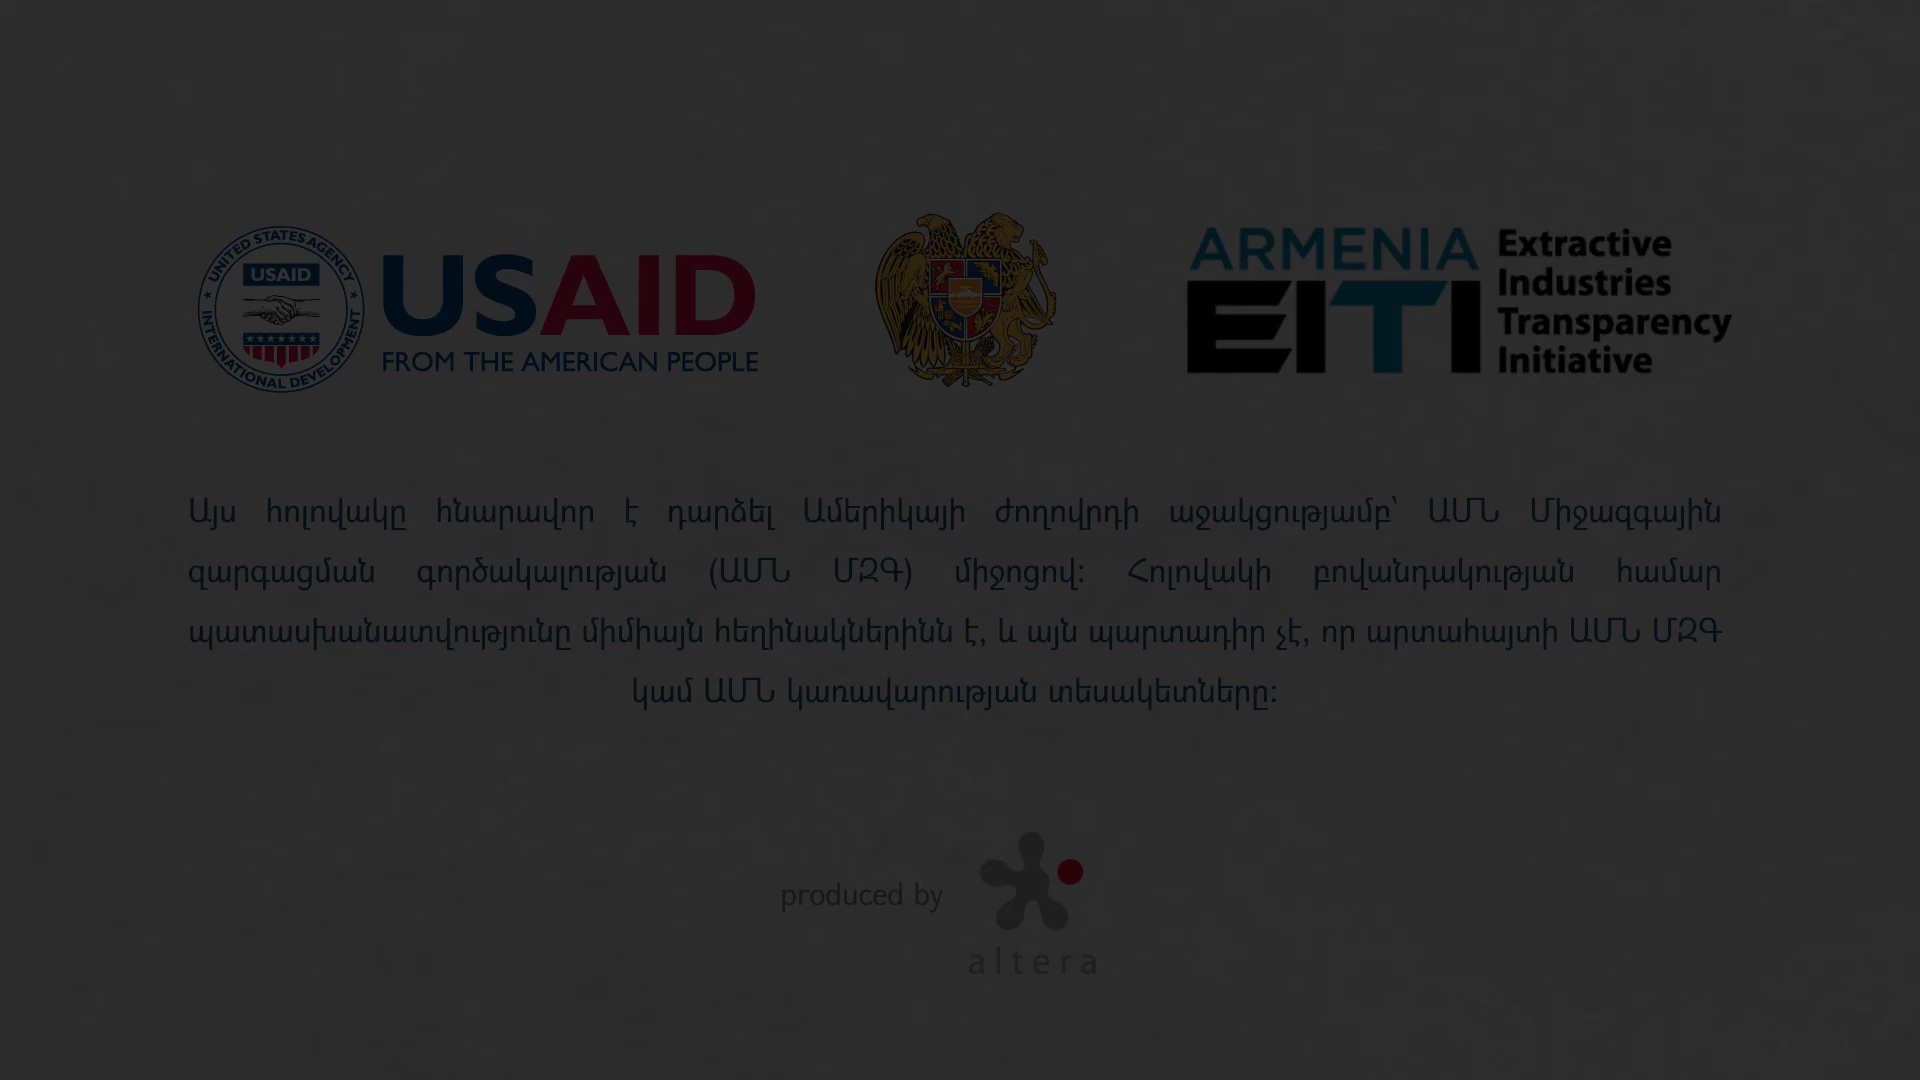 UNITED STATES AGENCY
USAID
INTERNATIONAL DEVELOPMENT
USAID
FROM THE AMERICAN PEOPLE
ARMENIA
EITI
Extractive
Industries
Transparency
Initiative
Այս հոլովակը հնարավոր է դարձել Ամերիկայի ժողովրդի աջակցությամբ՝ ԱՄՆ Միջազգային
զարգացման գործակալության (ԱՄՆ ՄԶԳ) միջոցով: Հոլովակի բովանդակության համար
պատասխանատվությունը միմիայն հեղինակներինն է, և այն պարտադիր չէ, որ արտահայտի ԱՄՆ ՄԶԳ
կամ ԱՄՆ կառավարության տեսակետները:
produced by
altera